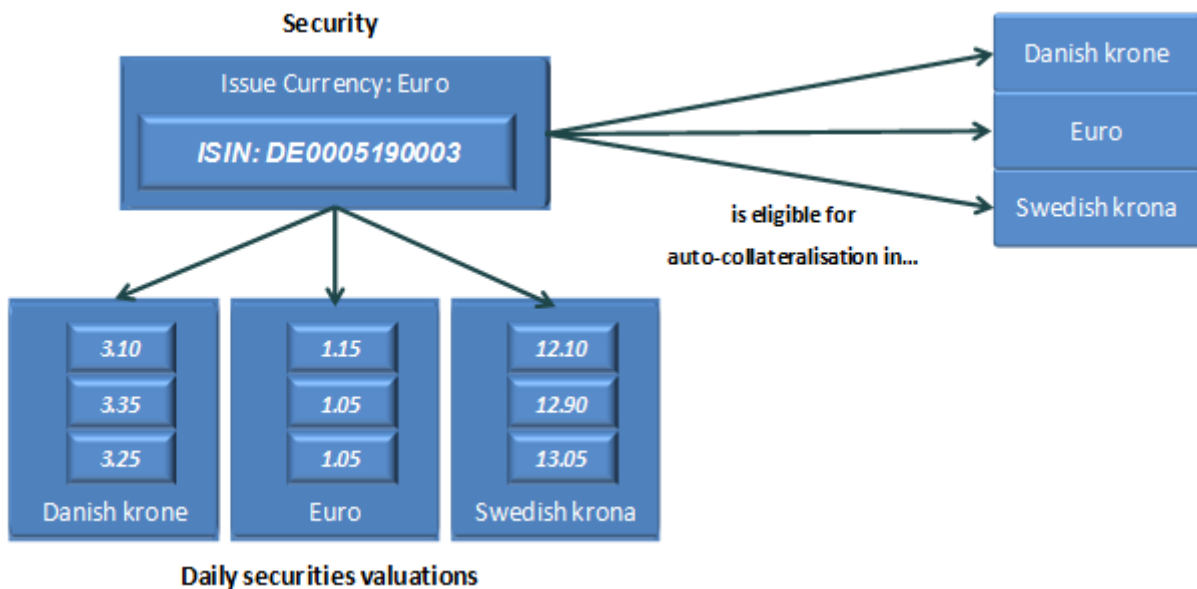 Security
Issue Currency: Euro
ISIN: DE0005190003
Danish krone
Euro
Swedish krona
is eligible for
auto-collateralisation in...
3.10
3.35
3.25
Danish krone
1.15
1.05
1.05
Euro
12.10
12.90
13.05
Swedish krona
Daily securities valuations